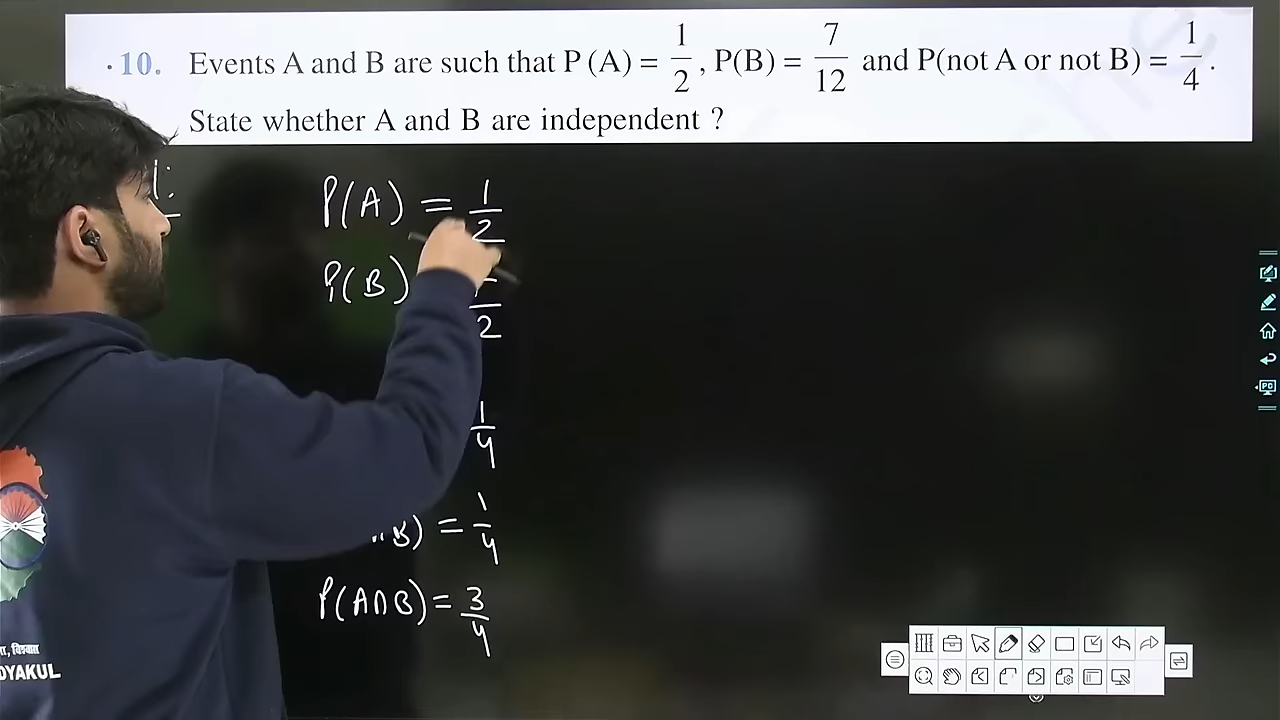 ·10. Events A and B are such that P (A) = 1/2, P(B) = 7/12 and P(not A or not B) = 1/4.
State whether A and B are independent ?
P(A) = 1/2
P(B)
2
1/4
B) = 1/4
P(A∩B) = 3/4
DYAKUL
PD